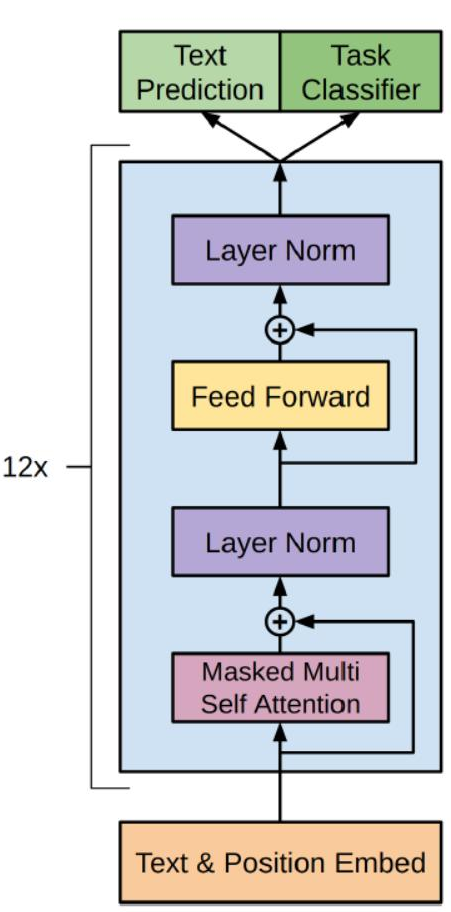 Text
Prediction
Task
Classifier
Layer Norm
Feed Forward
12x
Layer Norm
Masked Multi
Self Attention
Text & Position Embed